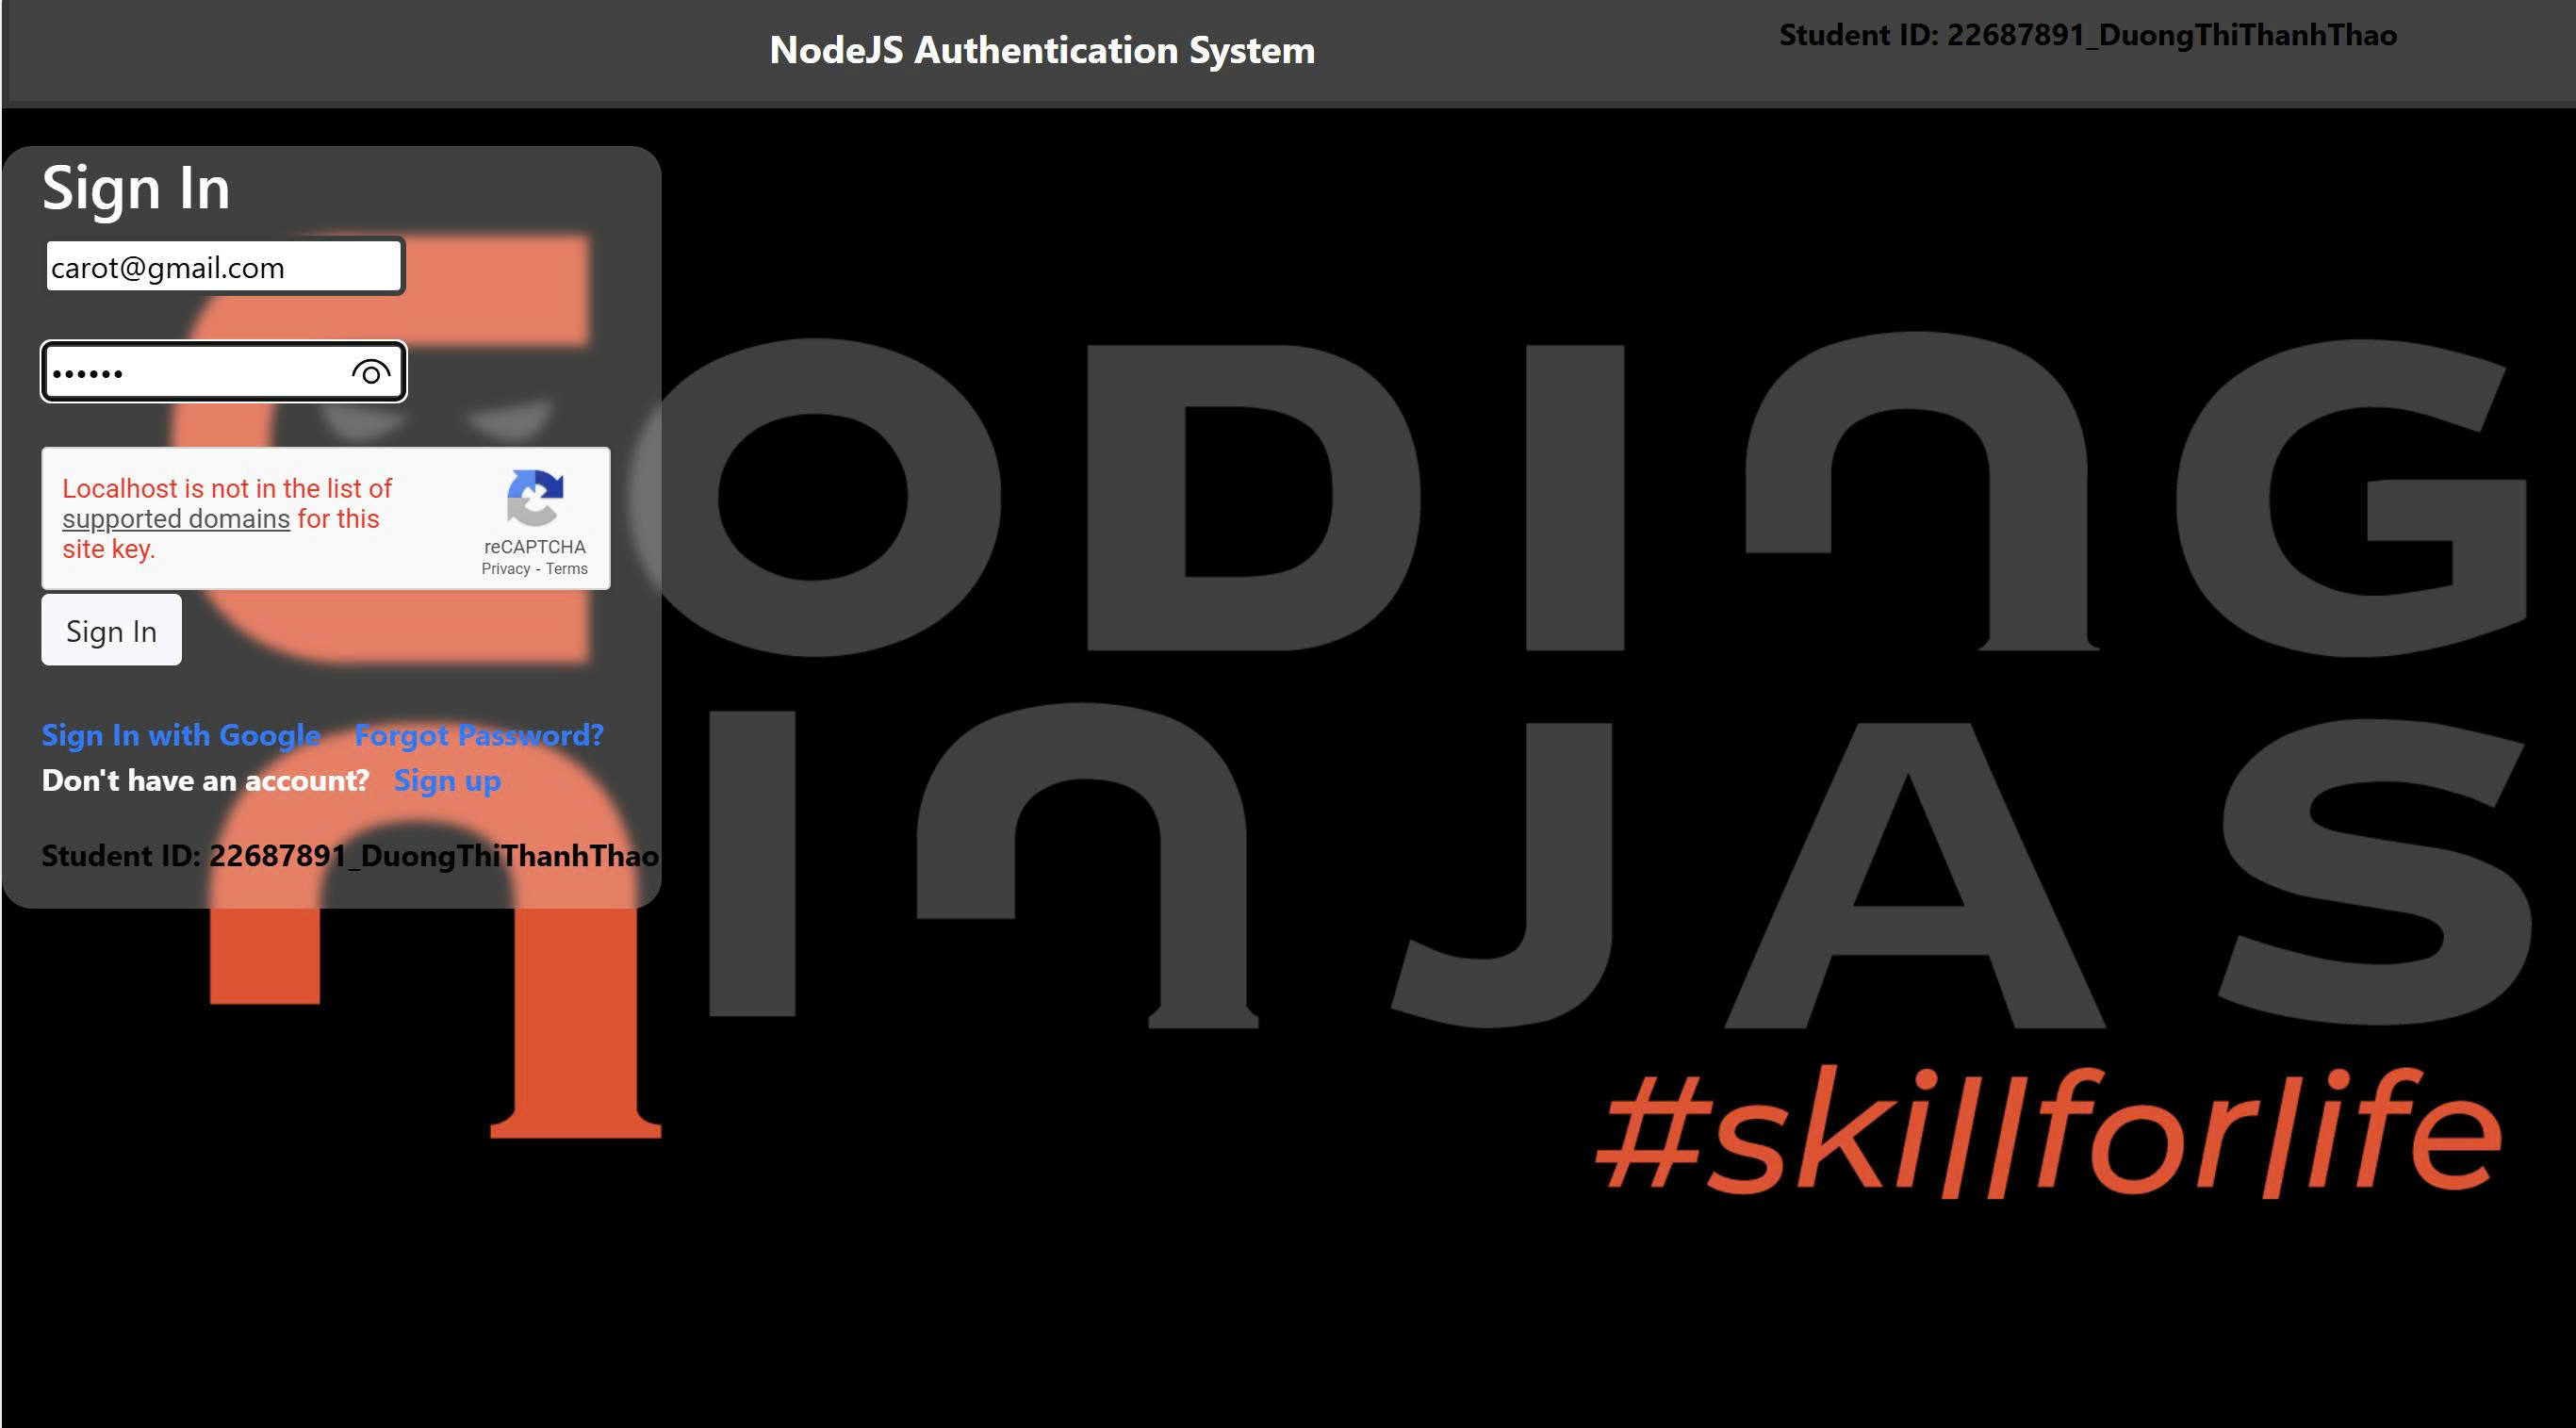 NodeJS Authentication System
Student ID: 22687891_DuongThiThanhThao
Sign In
carot@gmail.com
••••••
Localhost is not in the list of
supported domains for this
site key.
reCAPTCHA
Privacy - Terms
Sign In
Sign In with Google Forgot Password?
Don't have an account? Sign up
Student ID: 22687891_DuongThiThanhThao
CODING
NINJAS
#skillforlife